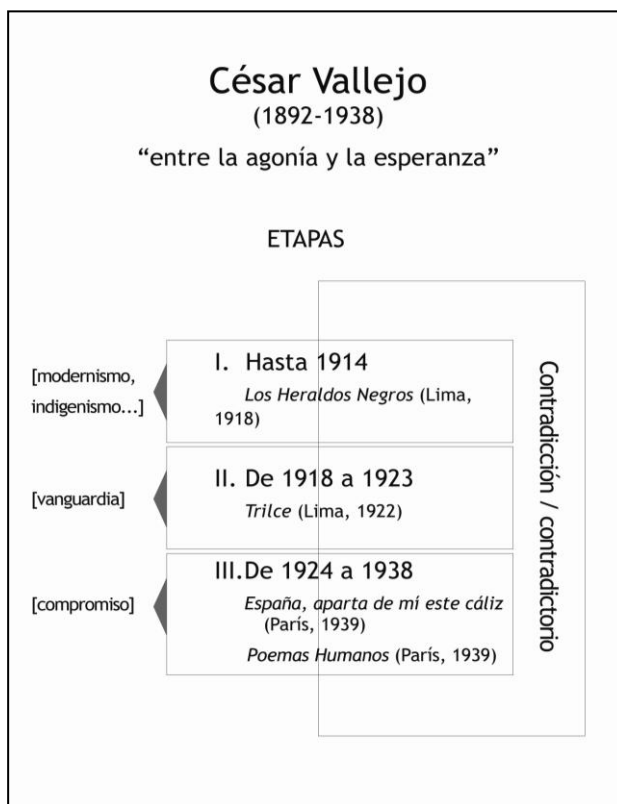 César Vallejo
(1892-1938)
“entre la agonía y la esperanza”
ETAPAS
[modernismo,
indigenismo...]
I. Hasta 1914
Los Heraldos Negros (Lima,
1918)
[vanguardia]
II. De 1918 a 1923
Trilce (Lima, 1922)
[compromiso]
III.De 1924 a 1938
España, aparta de mí este cáliz
(París, 1939)
Poemas Humanos (París, 1939)
Contradicción / contradictorio